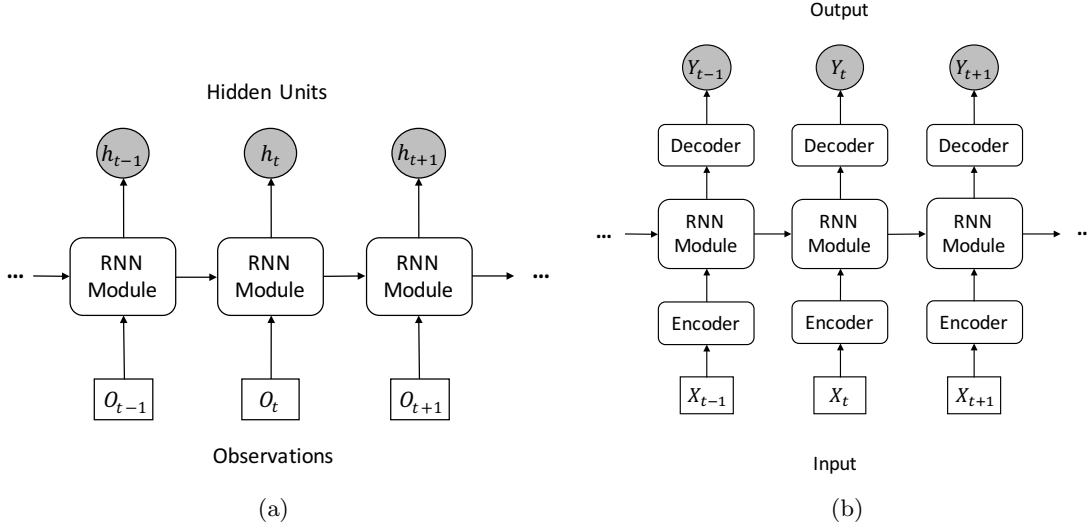 Hidden Units
h_{t−1} h_t h_{t+1}
... RNN Module RNN Module RNN Module ...
O_{t−1} O_t O_{t+1}
Observations
(a)
Output
Y_{t−1} Y_t Y_{t+1}
Decoder Decoder Decoder
... RNN Module RNN Module RNN Module ..
Encoder Encoder Encoder
X_{t−1} X_t X_{t+1}
Input
(b)